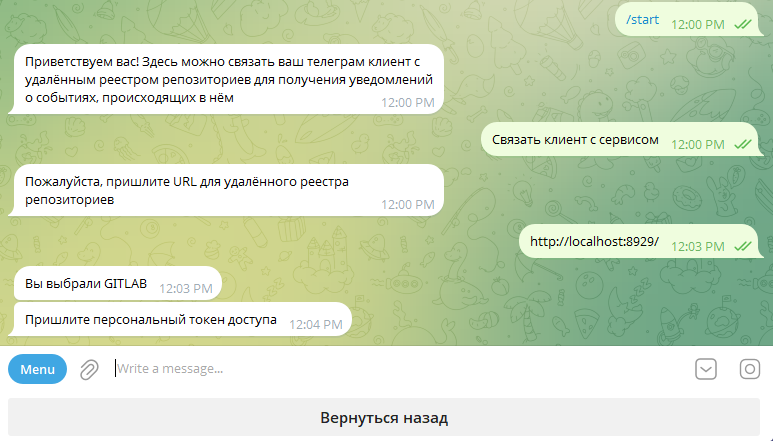 /start 12:00 PM
Приветствуем вас! Здесь можно связать ваш телеграм клиент с
удалённым реестром репозиториев для получения уведомлений
о событиях, происходящих в нём 12:00 PM
Связать клиент с сервисом 12:00 PM
Пожалуйста, пришлите URL для удалённого реестра
репозиториев 12:00 PM
http://localhost:8929/ 12:03 PM
Вы выбрали GITLAB 12:03 PM
Пришлите персональный токен доступа 12:04 PM
Menu Write a message...
Вернуться назад